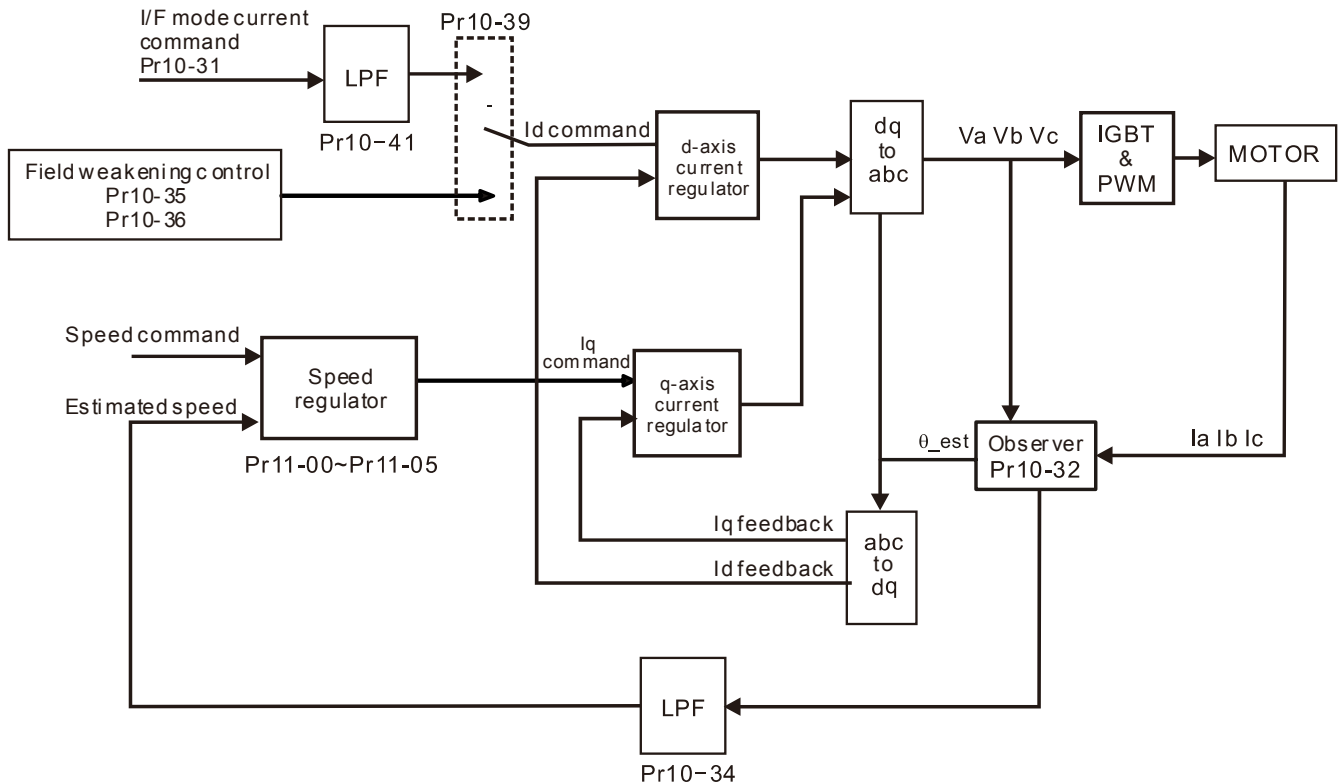 I/F mode current
command
Pr10-31
LPF
Pr10-41
Pr10-39
Field weakening control
Pr10-35
Pr10-36
Id command
d-axis
current
regulator
dq
to
abc
Va Vb Vc
IGBT
&
PWM
MOTOR
Speed command
Estimated speed
Speed
regulator
Pr11-00~Pr11-05
Iq
command
q-axis
current
regulator
θ_est
Observer
Pr10-32
Ia Ib Ic
Iq feedback
Id feedback
abc
to
dq
LPF
Pr10-34